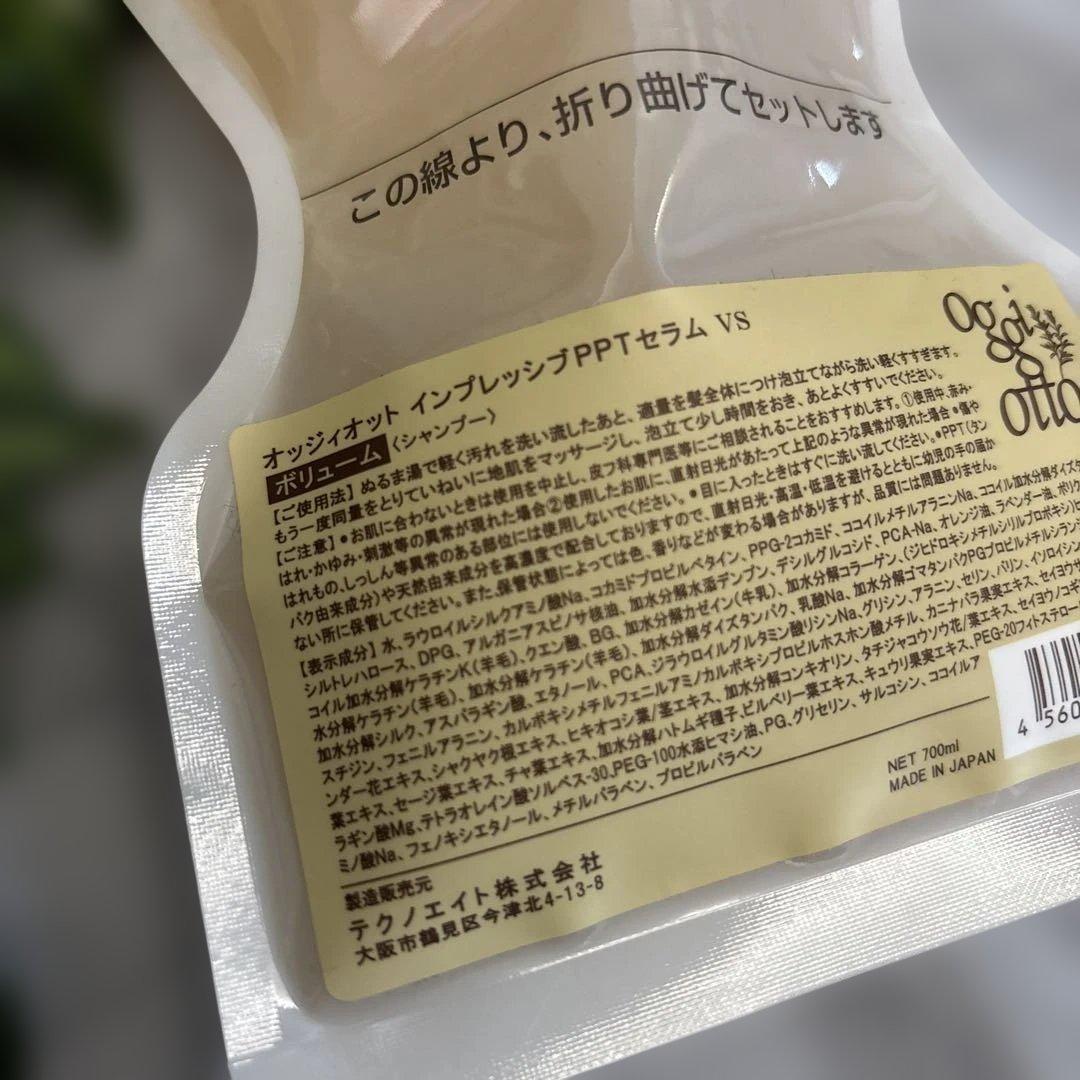 この線より、折り曲げてセットします
oggi
otto
オッジィオット インプレッシブPPTセラム VS
ボリューム 〈シャンプー〉
【ご使用法】ぬるま湯で軽く汚れを洗い流したあと、適量を髪全体につけ泡立てながら洗い軽くすすぎます。
もう一度同量をとりていねいに地肌をマッサージし、泡立て少し時間をおき、あとよくすすいでください。
【ご注意】●お肌に合わないときは使用を中止し、皮フ科専門医等にご相談されることをおすすめします。①使用中、赤み・
はれ・かゆみ・刺激等の異常が現れた場合②使用したお肌に、直射日光があたって上記のような異常が現れた場合 ●傷や
はれもの、しっしん等異常のある部位には使用しないでください。●目に入ったときはすぐに洗い流してください。●PPT(タン
パク由来成分)や天然由来成分を高濃度で配合しておりますので、直射日光・高温・低温を避けるとともに幼児の手の届か
ない所に保管してください。また、保管状態によっては色、香りなどが変わる場合がありますが、品質には問題ありません。
【表示成分】水、ラウロイルシルクアミノ酸Na、コカミドプロピルベタイン、PPG-2コカミド、ココイルメチルアラニンNa、ココイル加水分解ダイズ
シルトレハロース、DPG、アルガニアスピノサ核油、加水分解水添デンプン、デシルグルコシド、PCA-Na、オレンジ油、ラベンダー油、
コイル加水分解ケラチンK(羊毛)、クエン酸、BG、加水分解カゼイン(牛乳)、加水分解コラーゲン、(ジヒドロキシメチルシリルプロポキシ)
水分解ケラチン(羊毛)、加水分解ケラチン(羊毛)、加水分解ダイズタンパク、乳酸Na、加水分解ゴマタンパクPGプロピルメチルシラン
加水分解シルク、アスパラギン酸、エタノール、PCA、ジラウロイルグルタミン酸リシンNa、グリシン、アラニン、セリン、バリン、イソロイシン
スチジン、フェニルアラニン、カルボキシメチルフェニルアミノカルボキシプロピルホスホン酸メチル、カニナバラ果実エキス、セイヨウ
ンダー花エキス、シャクヤク根エキス、ヒキオコシ葉/茎エキス、加水分解コンキオリン、タチジャコウソウ花/葉エキス、セイヨウノコギ
葉エキス、セージ葉エキス、チャ葉エキス、加水分解ハトムギ種子、ビルベリー葉エキス、キュウリ果実エキス、PEG-20フィトステロー
ラギン酸Mg、テトラオレイン酸ソルベス-30、PEG-100水添ヒマシ油、PG、グリセリン、サルコシン、ココイルア
ミノ酸Na、フェノキシエタノール、メチルパラベン、プロピルパラベン
製造販売元
テクノエイト株式会社
大阪市鶴見区今津北4-13-8
NET 700ml
MADE IN JAPAN
4 560